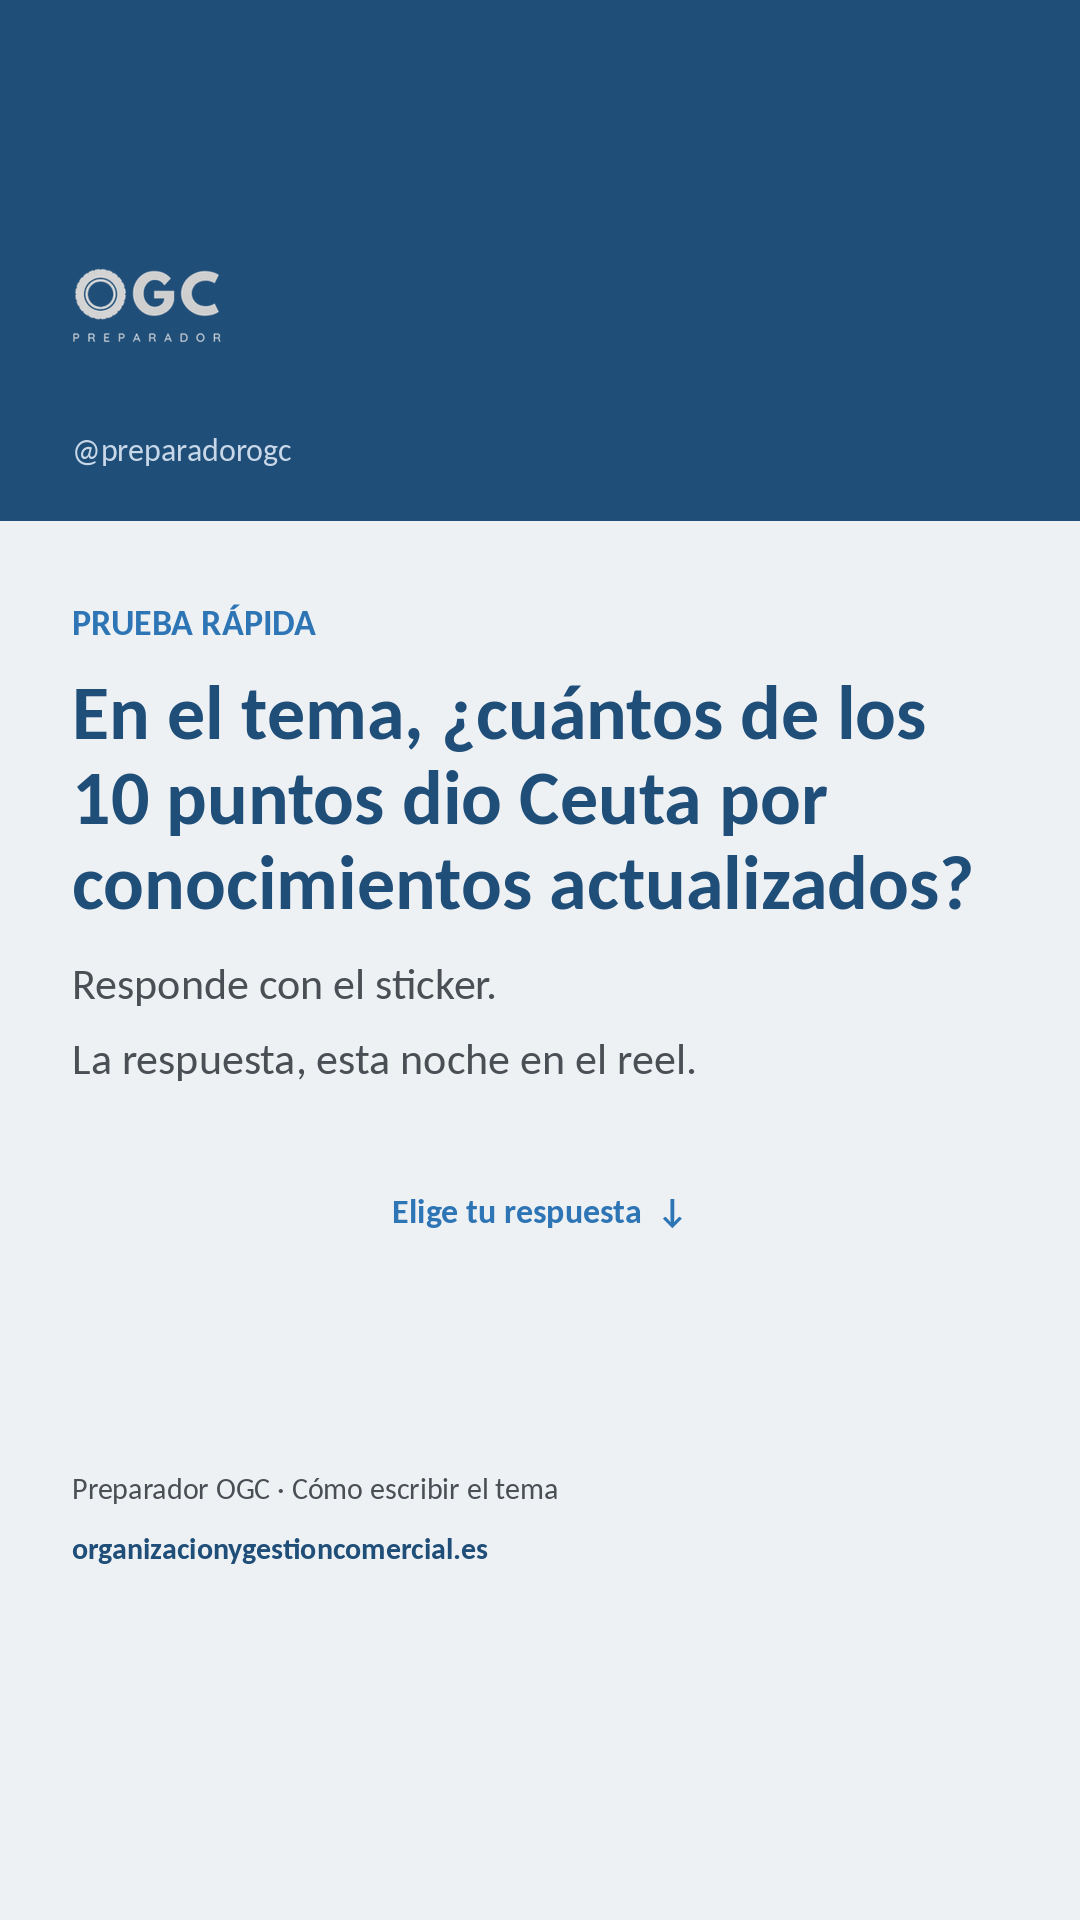 OGC
PREPARADOR
@preparadorogc
PRUEBA RÁPIDA
En el tema, ¿cuántos de los
10 puntos dio Ceuta por
conocimientos actualizados?
Responde con el sticker.
La respuesta, esta noche en el reel.
Elige tu respuesta ↓
Preparador OGC · Cómo escribir el tema
organizacionygestioncomercial.es